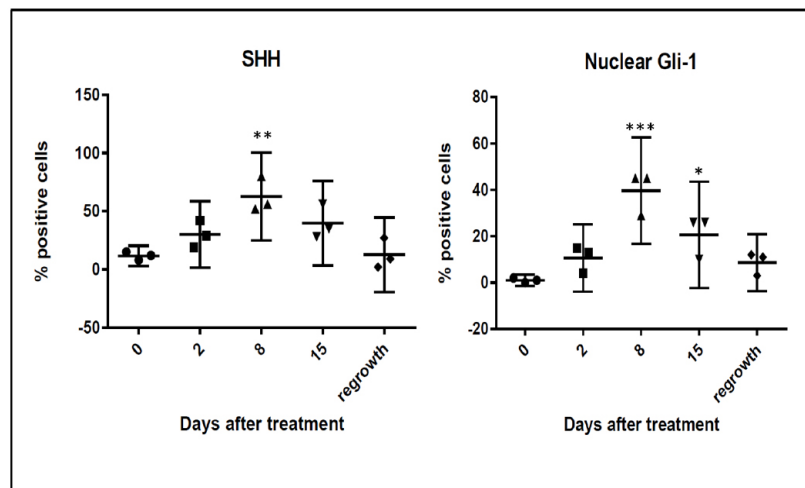 SHH
% positive cells
150
100
50
0
-50
**
0
2
8
15
regrowth
Days after treatment
Nuclear Gli-1
% positive cells
80
60
40
20
0
-20
***
*
0
2
8
15
regrowth
Days after treatment